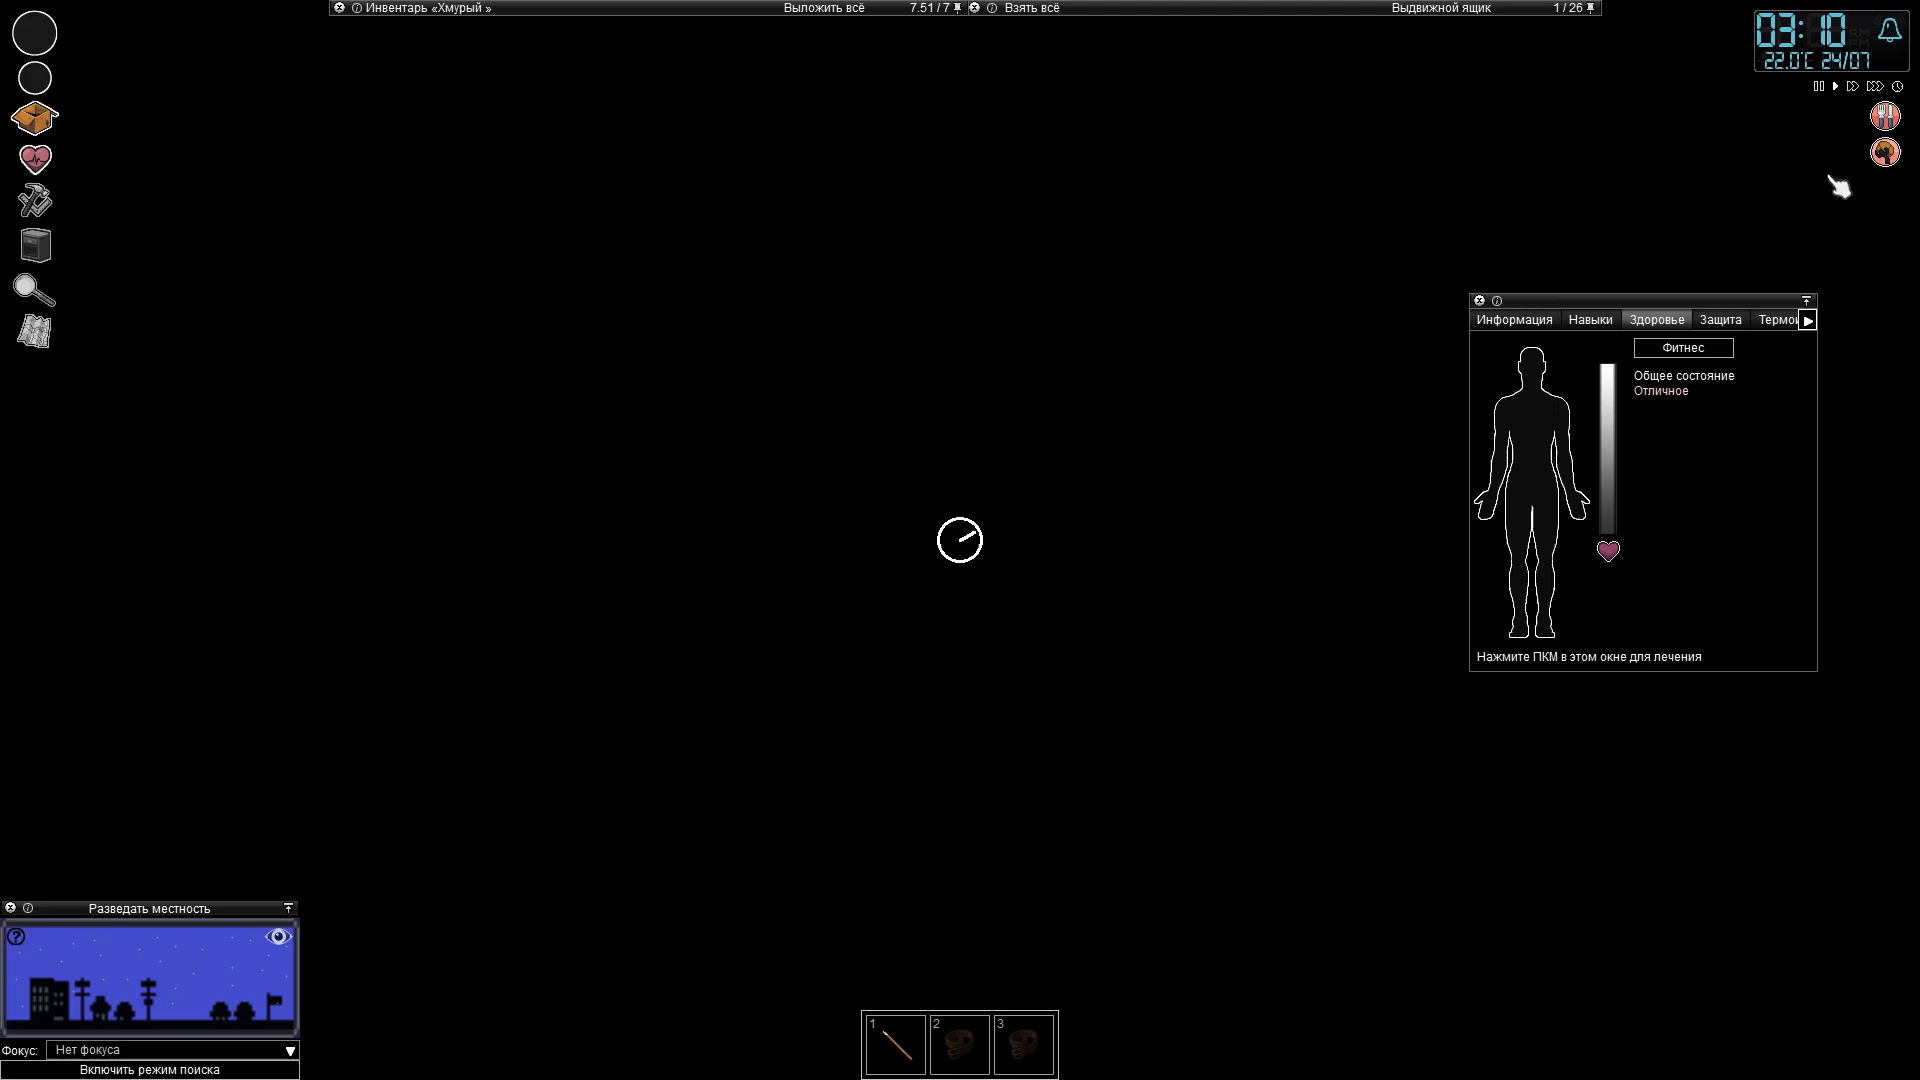 Инвентарь «Хмурый » Выложить всё 7.51 / 7 Взять всё Выдвижной ящик 1 / 26
03:10
22.0°C 24/07
Информация Навыки Здоровье Защита Термои
Фитнес
Общее состояние
Отличное
Нажмите ПКМ в этом окне для лечения
Разведать местность
Фокус: Нет фокуса
Включить режим поиска
1 2 3